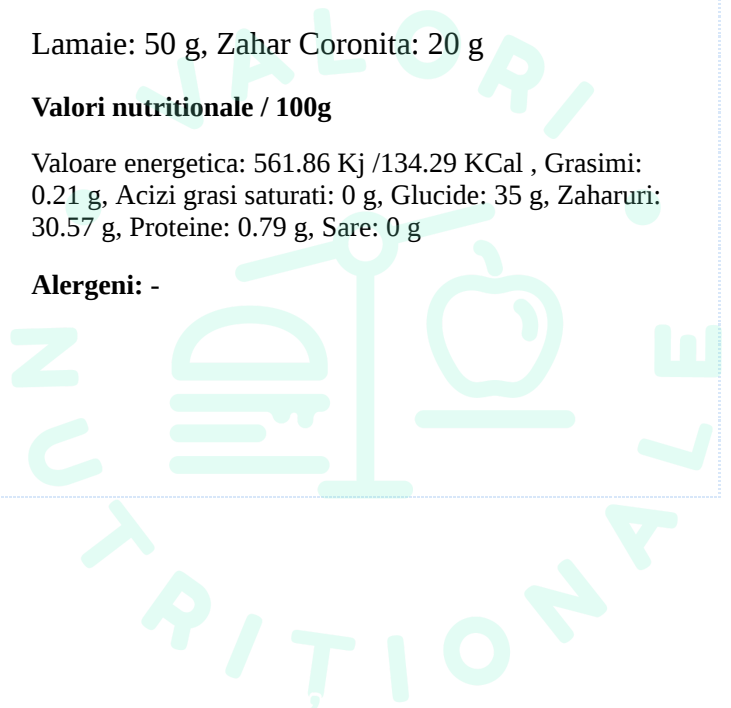 Lamaie: 50 g, Zahar Coronita: 20 g
Valori nutritionale / 100g
Valoare energetica: 561.86 Kj /134.29 KCal , Grasimi:
0.21 g, Acizi grasi saturati: 0 g, Glucide: 35 g, Zaharuri:
30.57 g, Proteine: 0.79 g, Sare: 0 g
Alergeni: -
VALORI
NUTRIȚIONALE